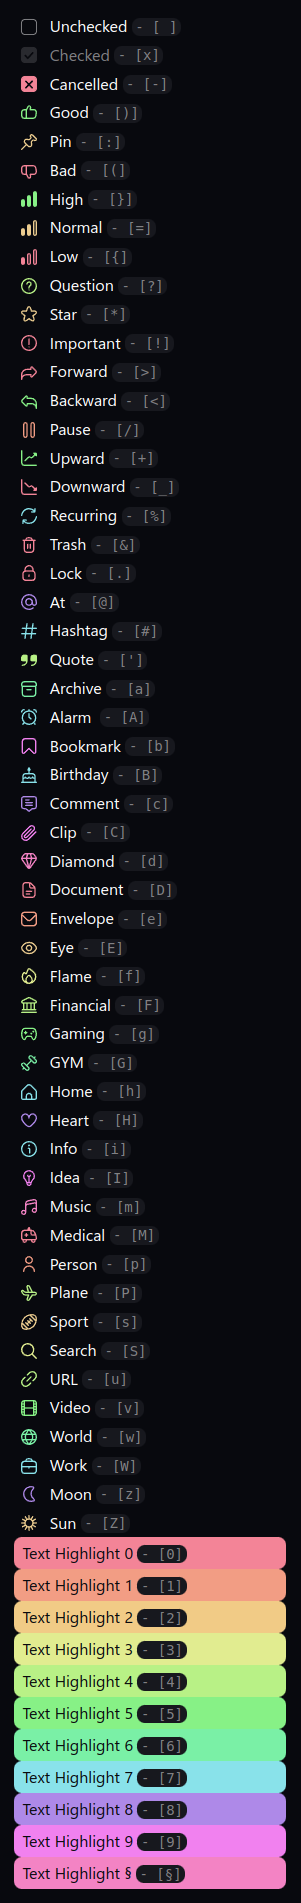 Unchecked - [ ]
Checked - [x]
Cancelled - [-]
Good - [)]
Pin - [:]
Bad - [(]
High - [}]
Normal - [=]
Low - [{]
Question - [?]
Star - [*]
Important - [!]
Forward - [>]
Backward - [<]
Pause - [/]
Upward - [+]
Downward - [_]
Recurring - [%]
Trash - [&]
Lock - [.]
At - [@]
Hashtag - [#]
Quote - [']
Archive - [a]
Alarm - [A]
Bookmark - [b]
Birthday - [B]
Comment - [c]
Clip - [C]
Diamond - [d]
Document - [D]
Envelope - [e]
Eye - [E]
Flame - [f]
Financial - [F]
Gaming - [g]
GYM - [G]
Home - [h]
Heart - [H]
Info - [i]
Idea - [I]
Music - [m]
Medical - [M]
Person - [p]
Plane - [P]
Sport - [s]
Search - [S]
URL - [u]
Video - [v]
World - [w]
Work - [W]
Moon - [z]
Sun - [Z]
Text Highlight 0 - [0]
Text Highlight 1 - [1]
Text Highlight 2 - [2]
Text Highlight 3 - [3]
Text Highlight 4 - [4]
Text Highlight 5 - [5]
Text Highlight 6 - [6]
Text Highlight 7 - [7]
Text Highlight 8 - [8]
Text Highlight 9 - [9]
Text Highlight § - [§]